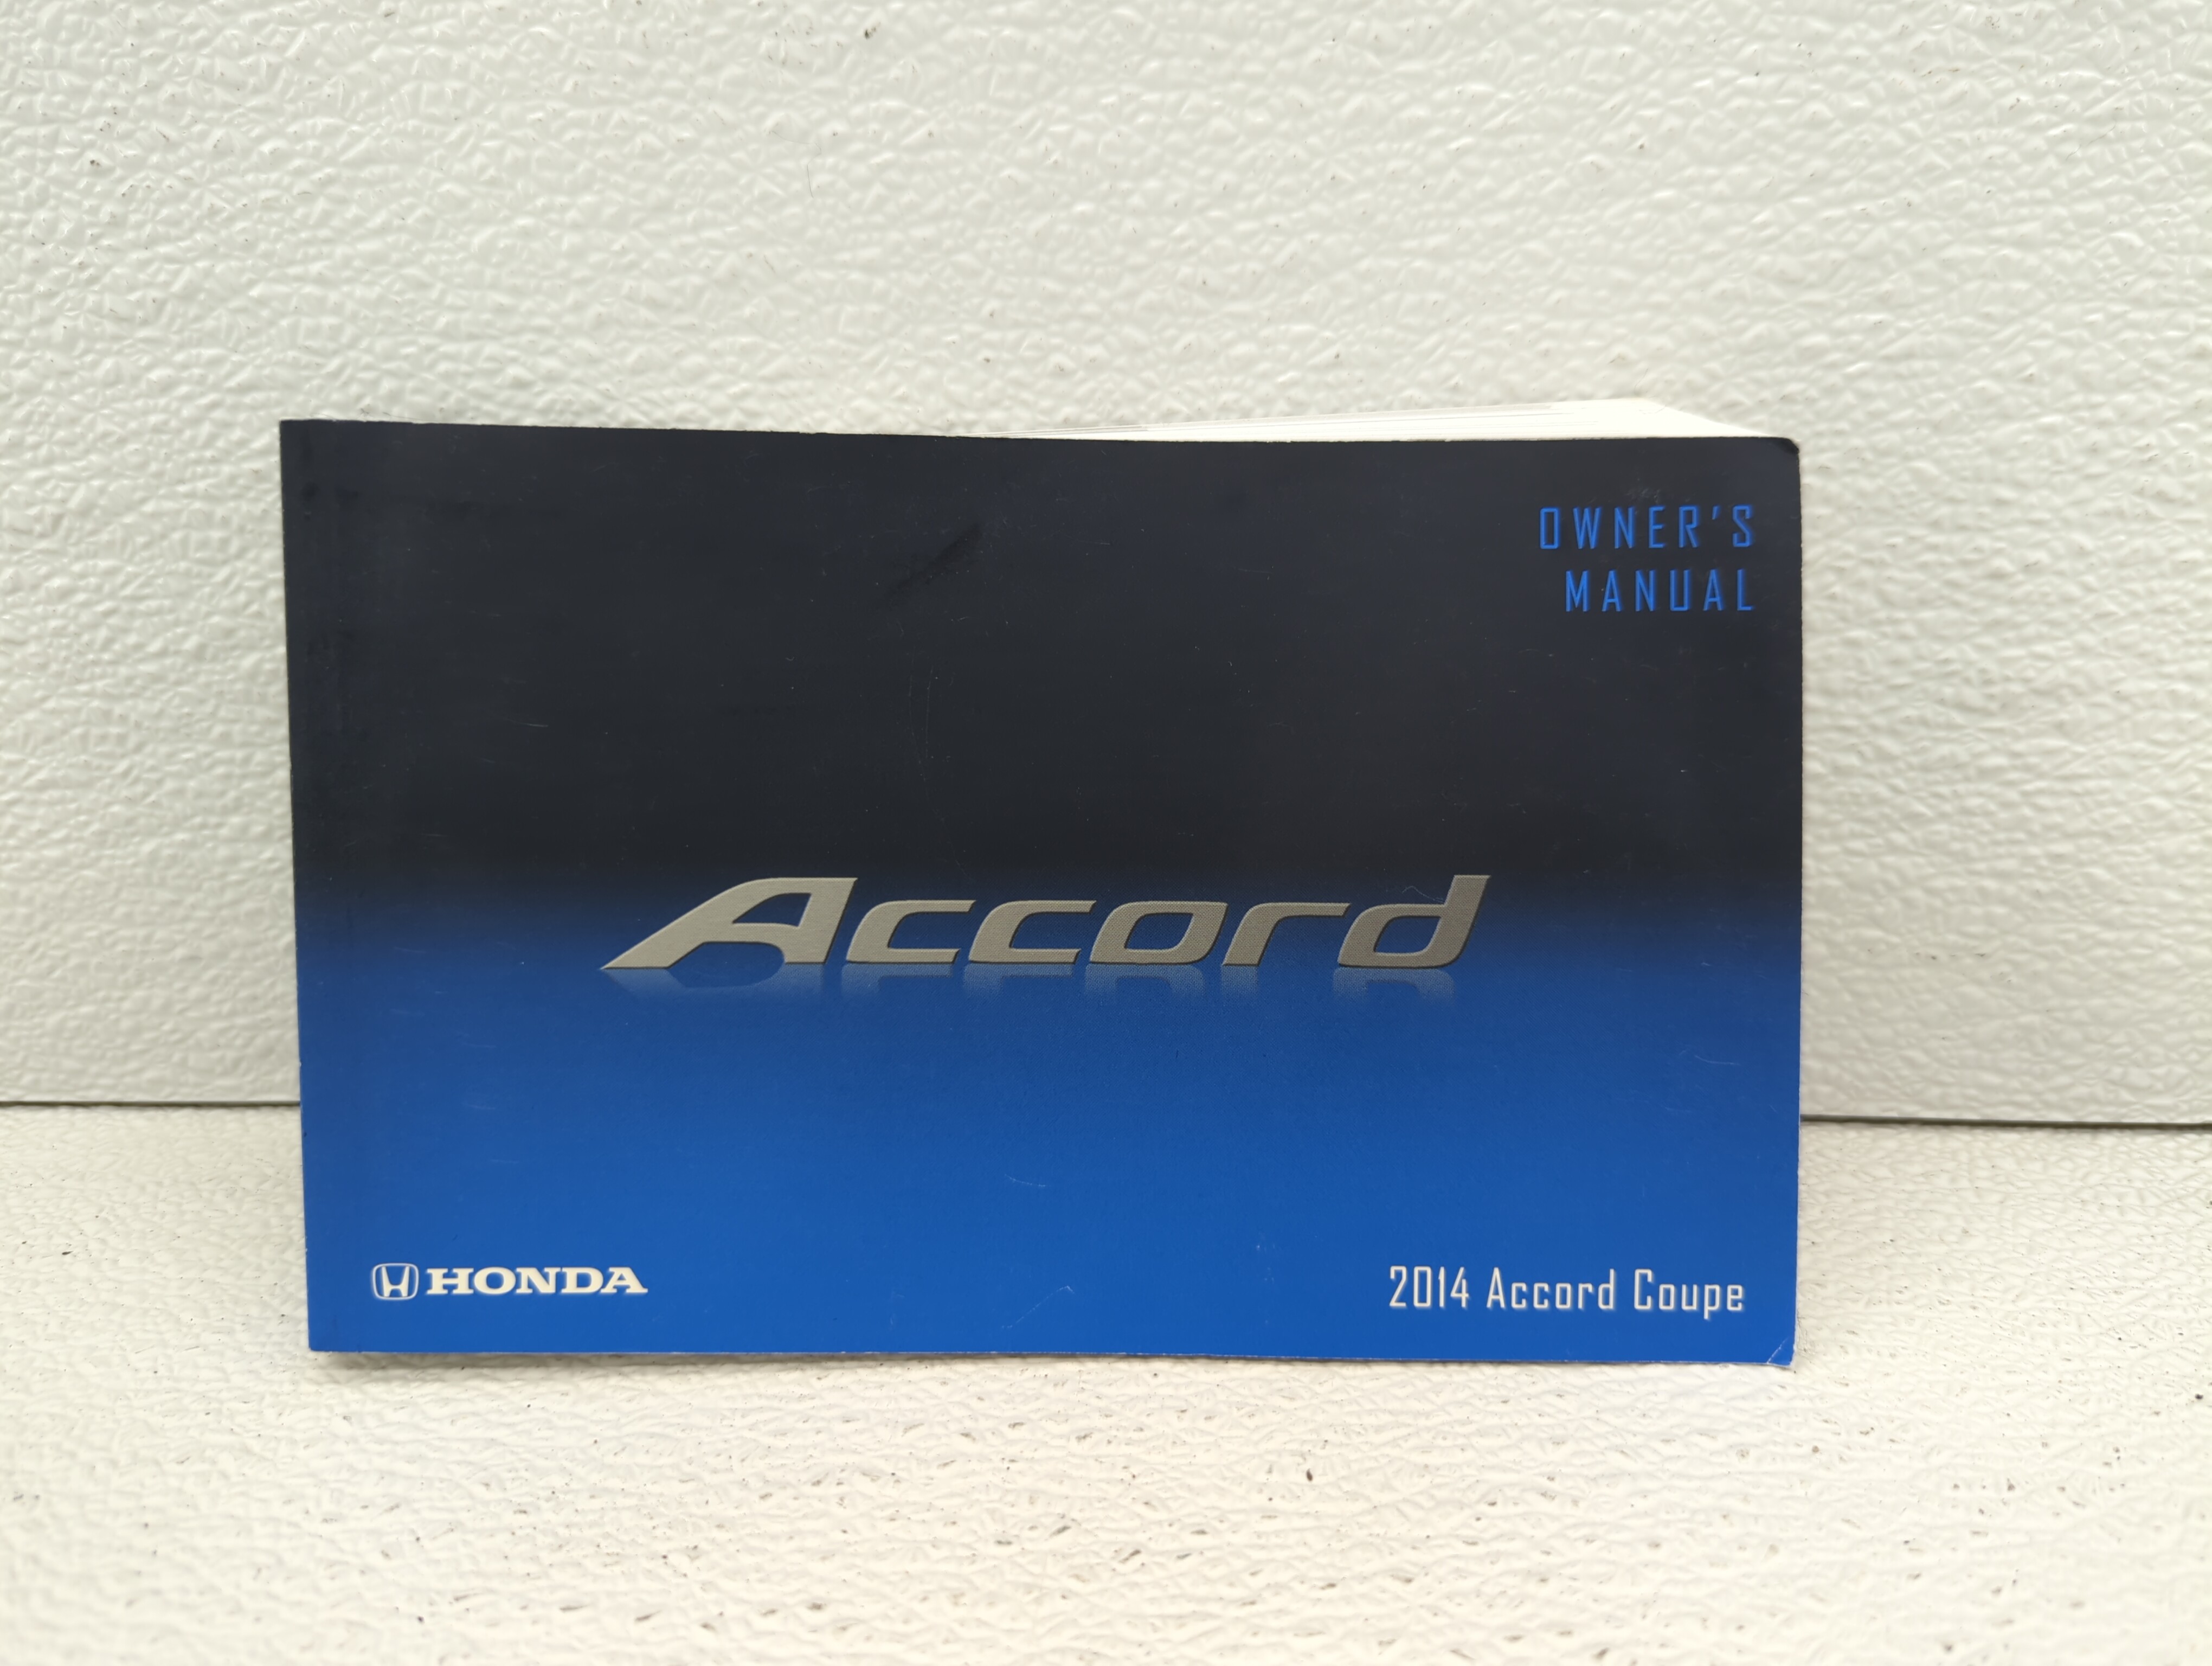 OWNER'S
MANUAL
Accord
HONDA
2014 Accord Coupe